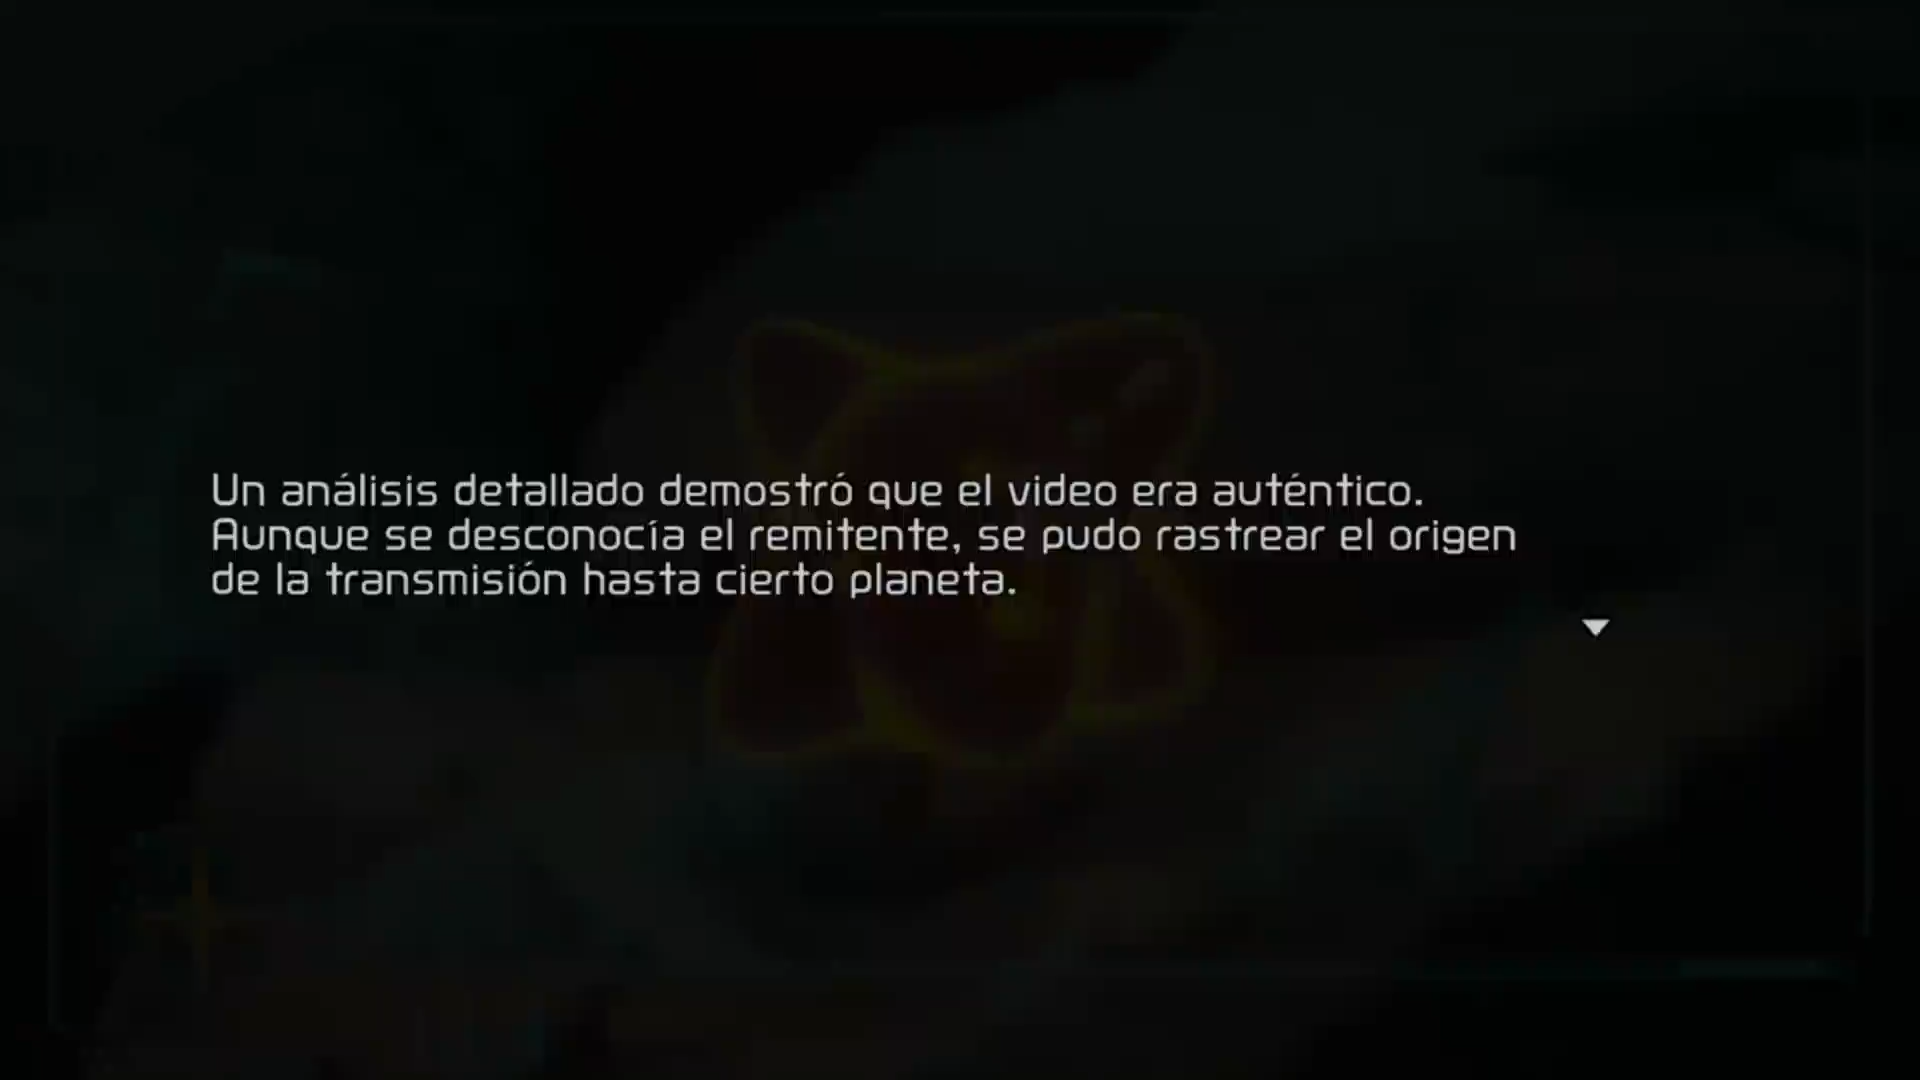 Un análisis detallado demostró que el video era auténtico.
Aunque se desconocía el remitente, se pudo rastrear el origen
de la transmisión hasta cierto planeta.